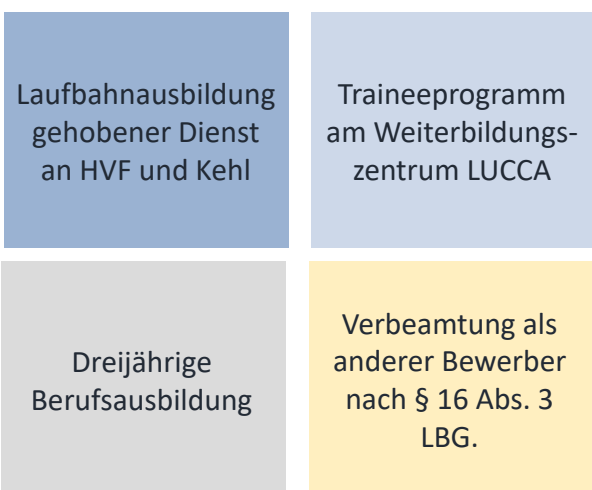 Laufbahnausbildung
gehobener Dienst
an HVF und Kehl
Traineeprogramm
am Weiterbildungs-
zentrum LUCCA
Dreijährige
Berufsausbildung
Verbeamtung als
anderer Bewerber
nach § 16 Abs. 3
LBG.